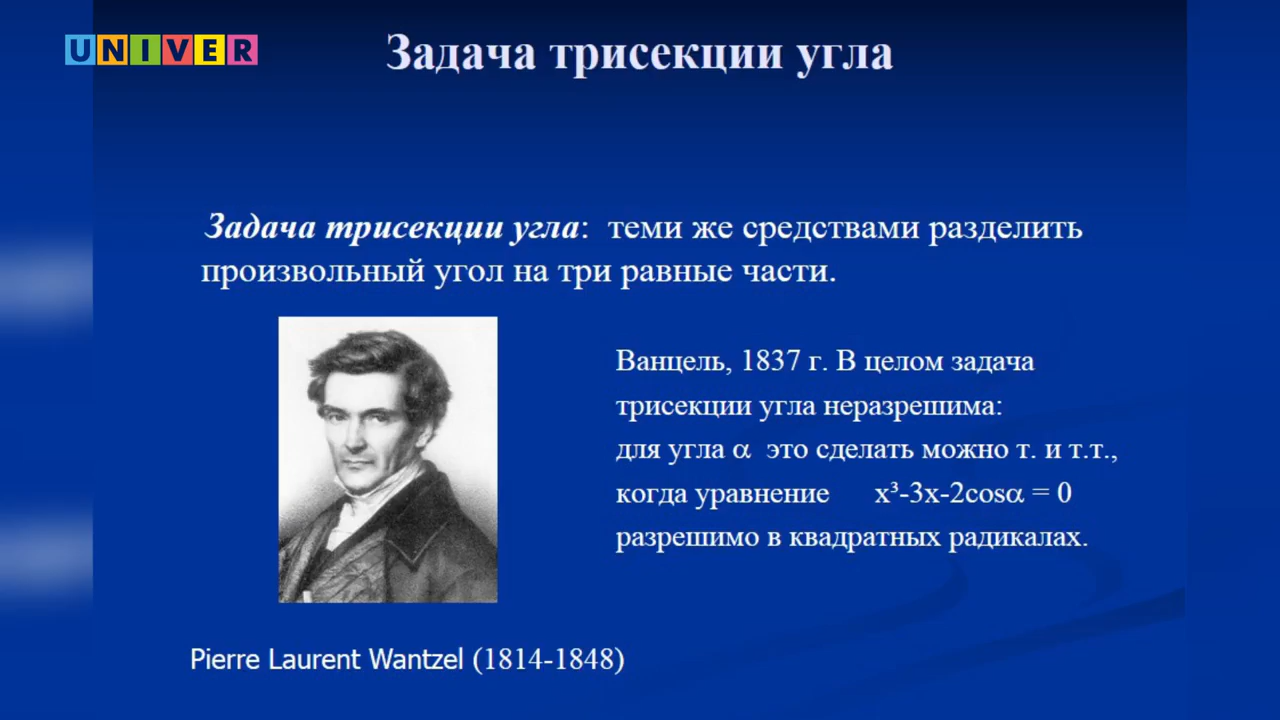 UNIVER
Задача трисекции угла
Задача трисекции угла: теми же средствами разделить
произвольный угол на три равные части.
Ванцель, 1837 г. В целом задача
трисекции угла неразрешима:
для угла α это сделать можно т. и т.т.,
когда уравнение x³-3x-2cosα = 0
разрешимо в квадратных радикалах.
Pierre Laurent Wantzel (1814-1848)